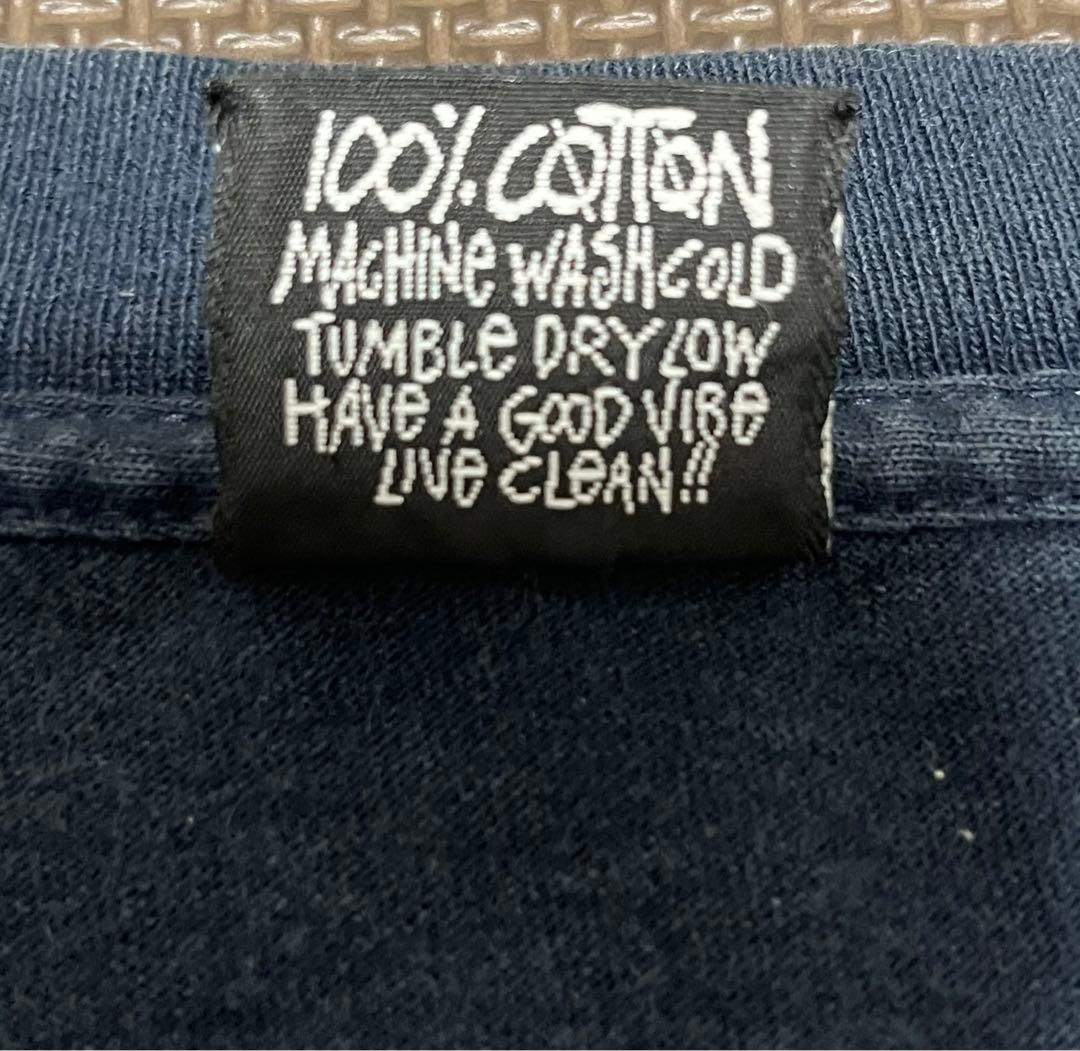 100% COTTON
MACHINe WASH COLD
TUMBLe DRY LOW
HAVe A GOOD VIBe
LIVe CLeAN!!